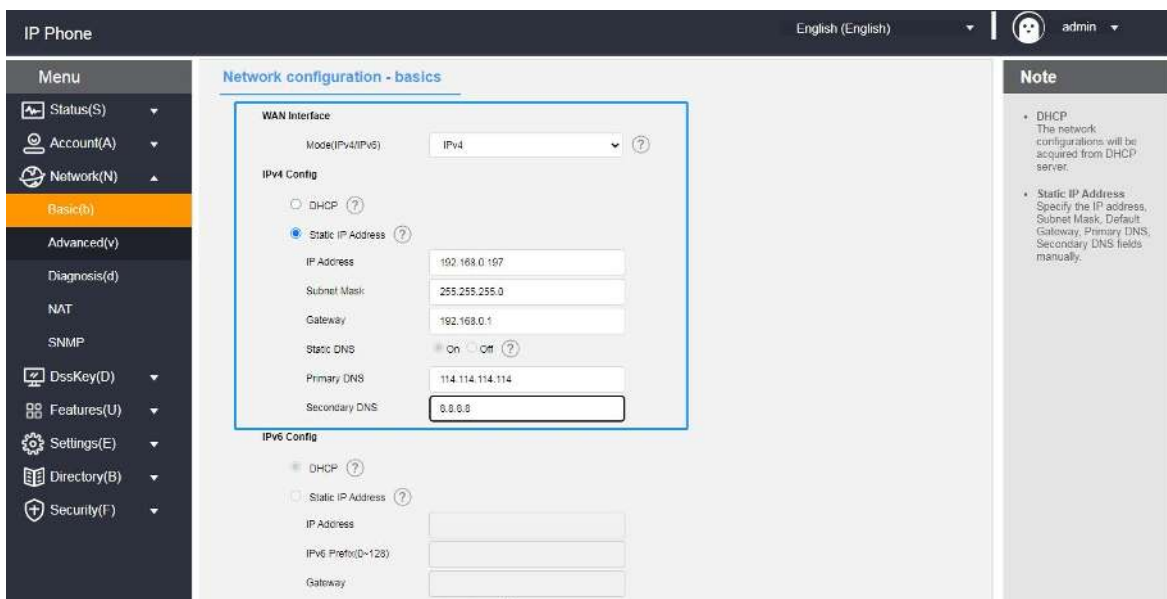 IP Phone
English (English)
admin
Menu
Status(S)
Account(A)
Network(N)
Basic(b)
Advanced(v)
Diagnosis(d)
NAT
SNMP
DssKey(D)
Features(U)
Settings(E)
Directory(B)
Security(F)
Network configuration - basics
WAN Interface
Mode(IPv4/IPv6)
IPv4
?
IPv4 Config
DHCP ?
Static IP Address ?
IP Address
192.168.0.197
Subnet Mask
255.255.255.0
Gateway
192.168.0.1
Static DNS
On Off ?
Primary DNS
114.114.114.114
Secondary DNS
8.8.8.8
IPv6 Config
DHCP ?
Static IP Address ?
IP Address
IPv6 Prefix(0~128)
Gateway
Note
• DHCP
The network
configurations will be
acquired from DHCP
server.
• Static IP Address
Specify the IP address,
Subnet Mask, Default
Gateway, Primary DNS,
Secondary DNS fields
manually.